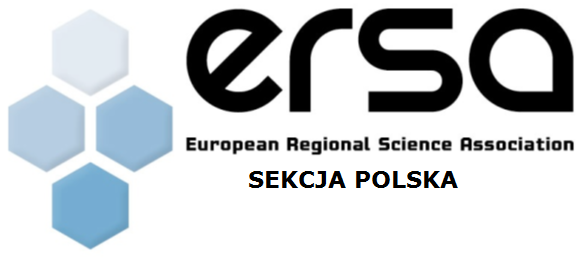 ersa
European Regional Science Association
SEKCJA POLSKA